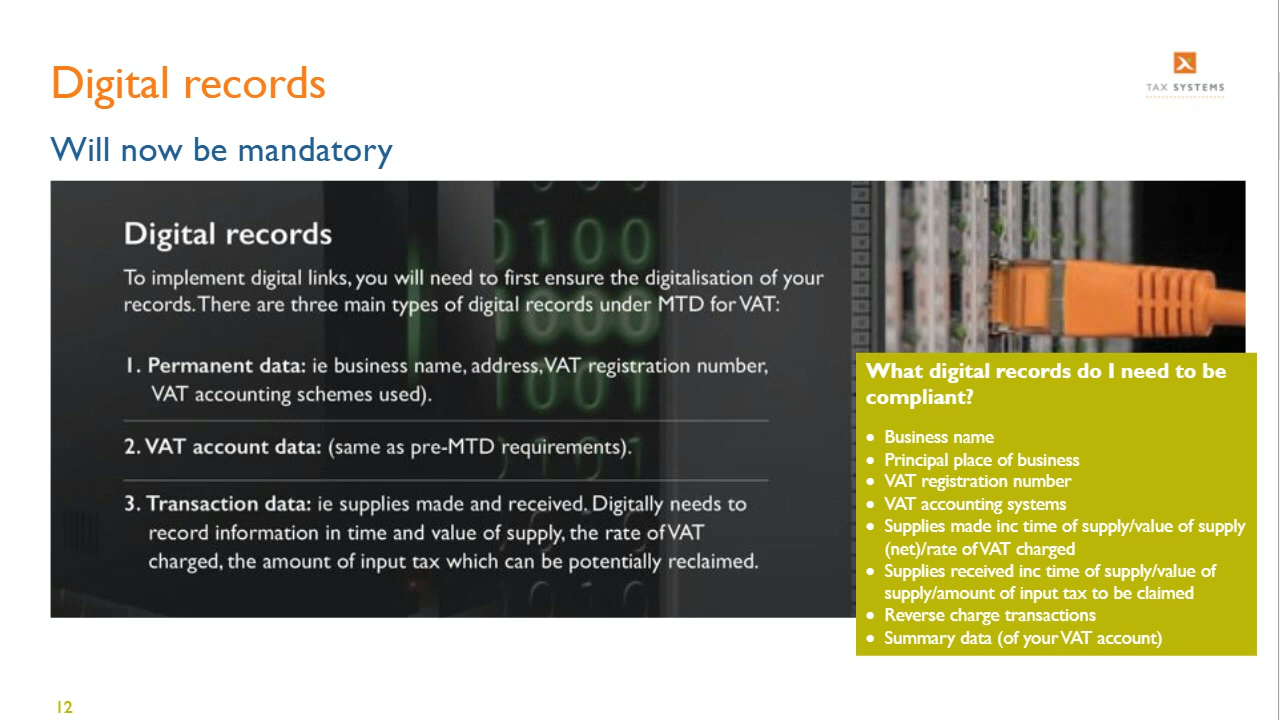 Digital records
TAX SYSTEMS
Will now be mandatory
Digital records
To implement digital links, you will need to first ensure the digitalisation of your
records. There are three main types of digital records under MTD for VAT:
1. Permanent data: ie business name, address, VAT registration number,
VAT accounting schemes used).
2. VAT account data: (same as pre-MTD requirements).
3. Transaction data: ie supplies made and received. Digitally needs to
record information in time and value of supply, the rate of VAT
charged, the amount of input tax which can be potentially reclaimed.
What digital records do I need to be
compliant?
• Business name
• Principal place of business
• VAT registration number
• VAT accounting systems
• Supplies made inc time of supply/value of supply
(net)/rate of VAT charged
• Supplies received inc time of supply/value of
supply/amount of input tax to be claimed
• Reverse charge transactions
• Summary data (of your VAT account)
12